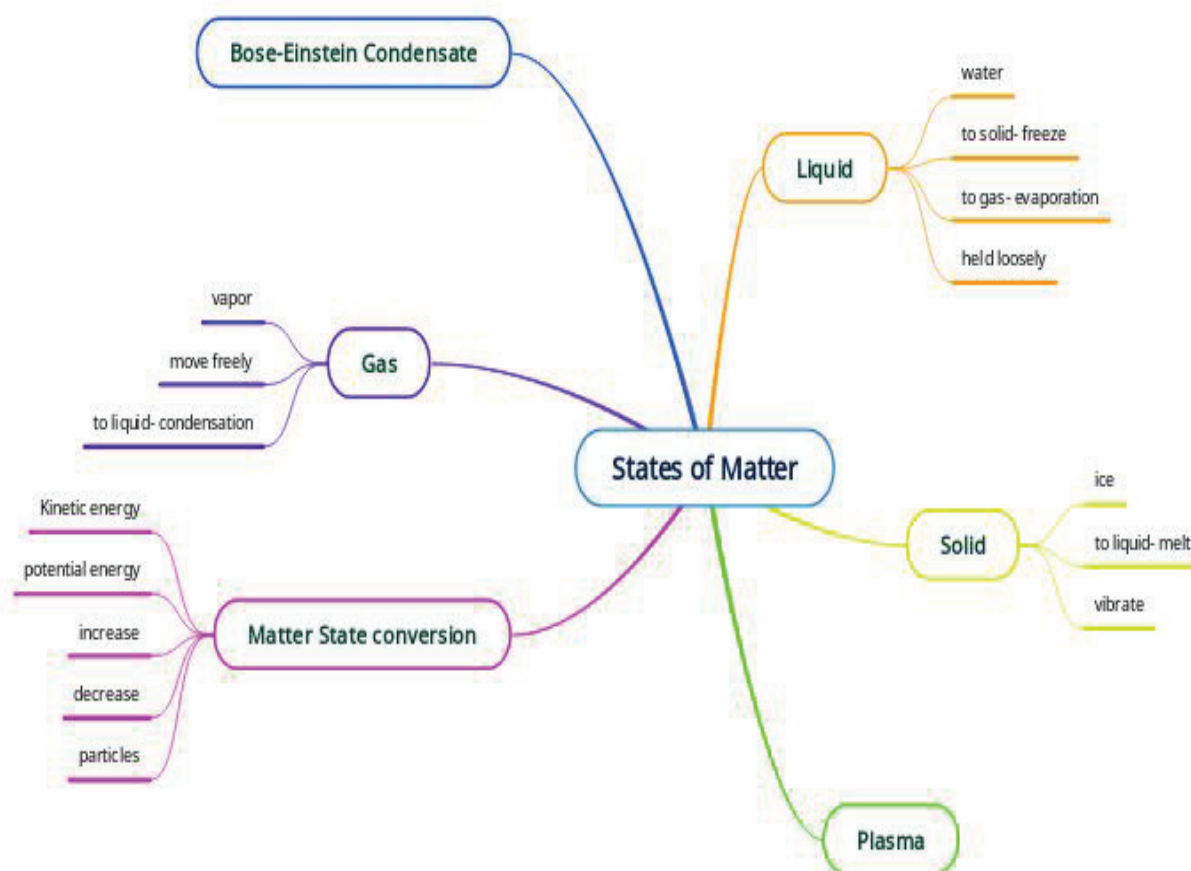 Bose-Einstein Condensate
water
to solid- freeze
Liquid
to gas- evaporation
held loosely
vapor
move freely
Gas
to liquid- condensation
States of Matter
ice
to liquid- melt
Solid
vibrate
Kinetic energy
potential energy
increase
Matter State conversion
decrease
particles
Plasma